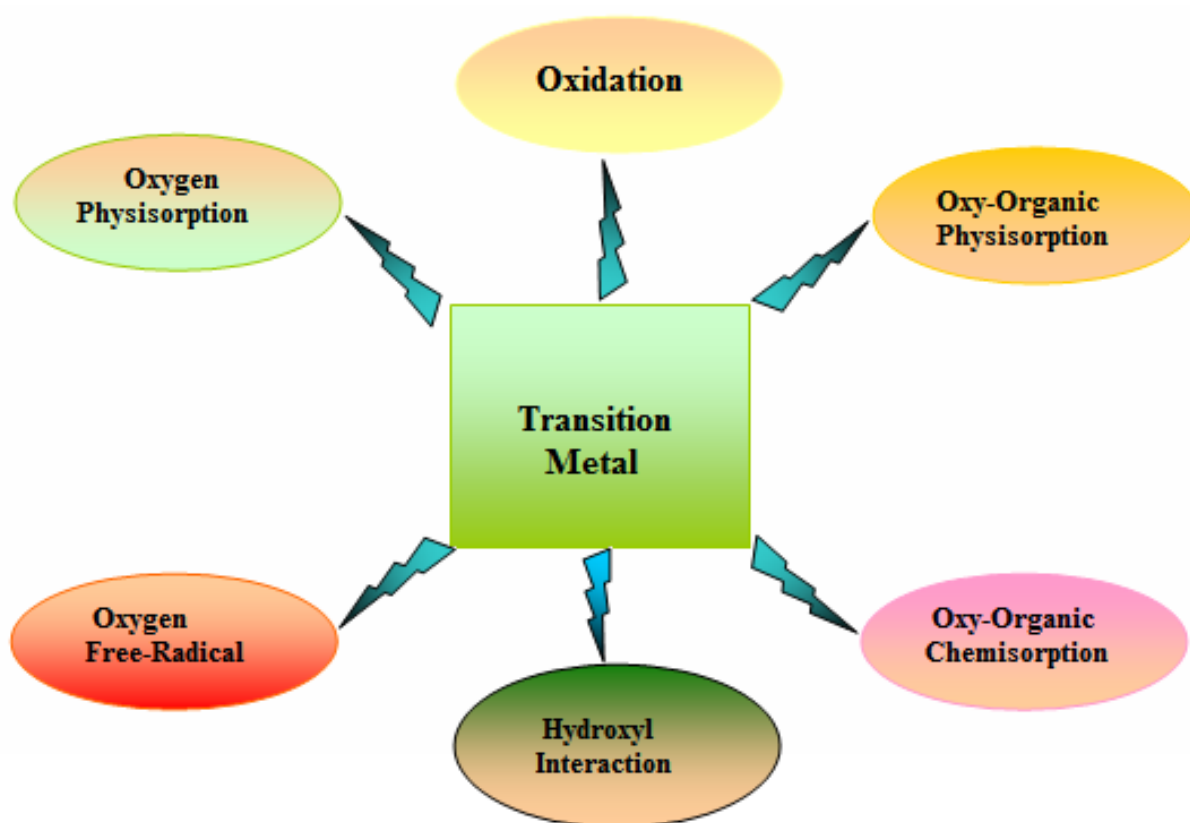 Oxidation
Oxygen
Physisorption
Oxy-Organic
Physisorption
Transition
Metal
Oxygen
Free-Radical
Oxy-Organic
Chemisorption
Hydroxyl
Interaction